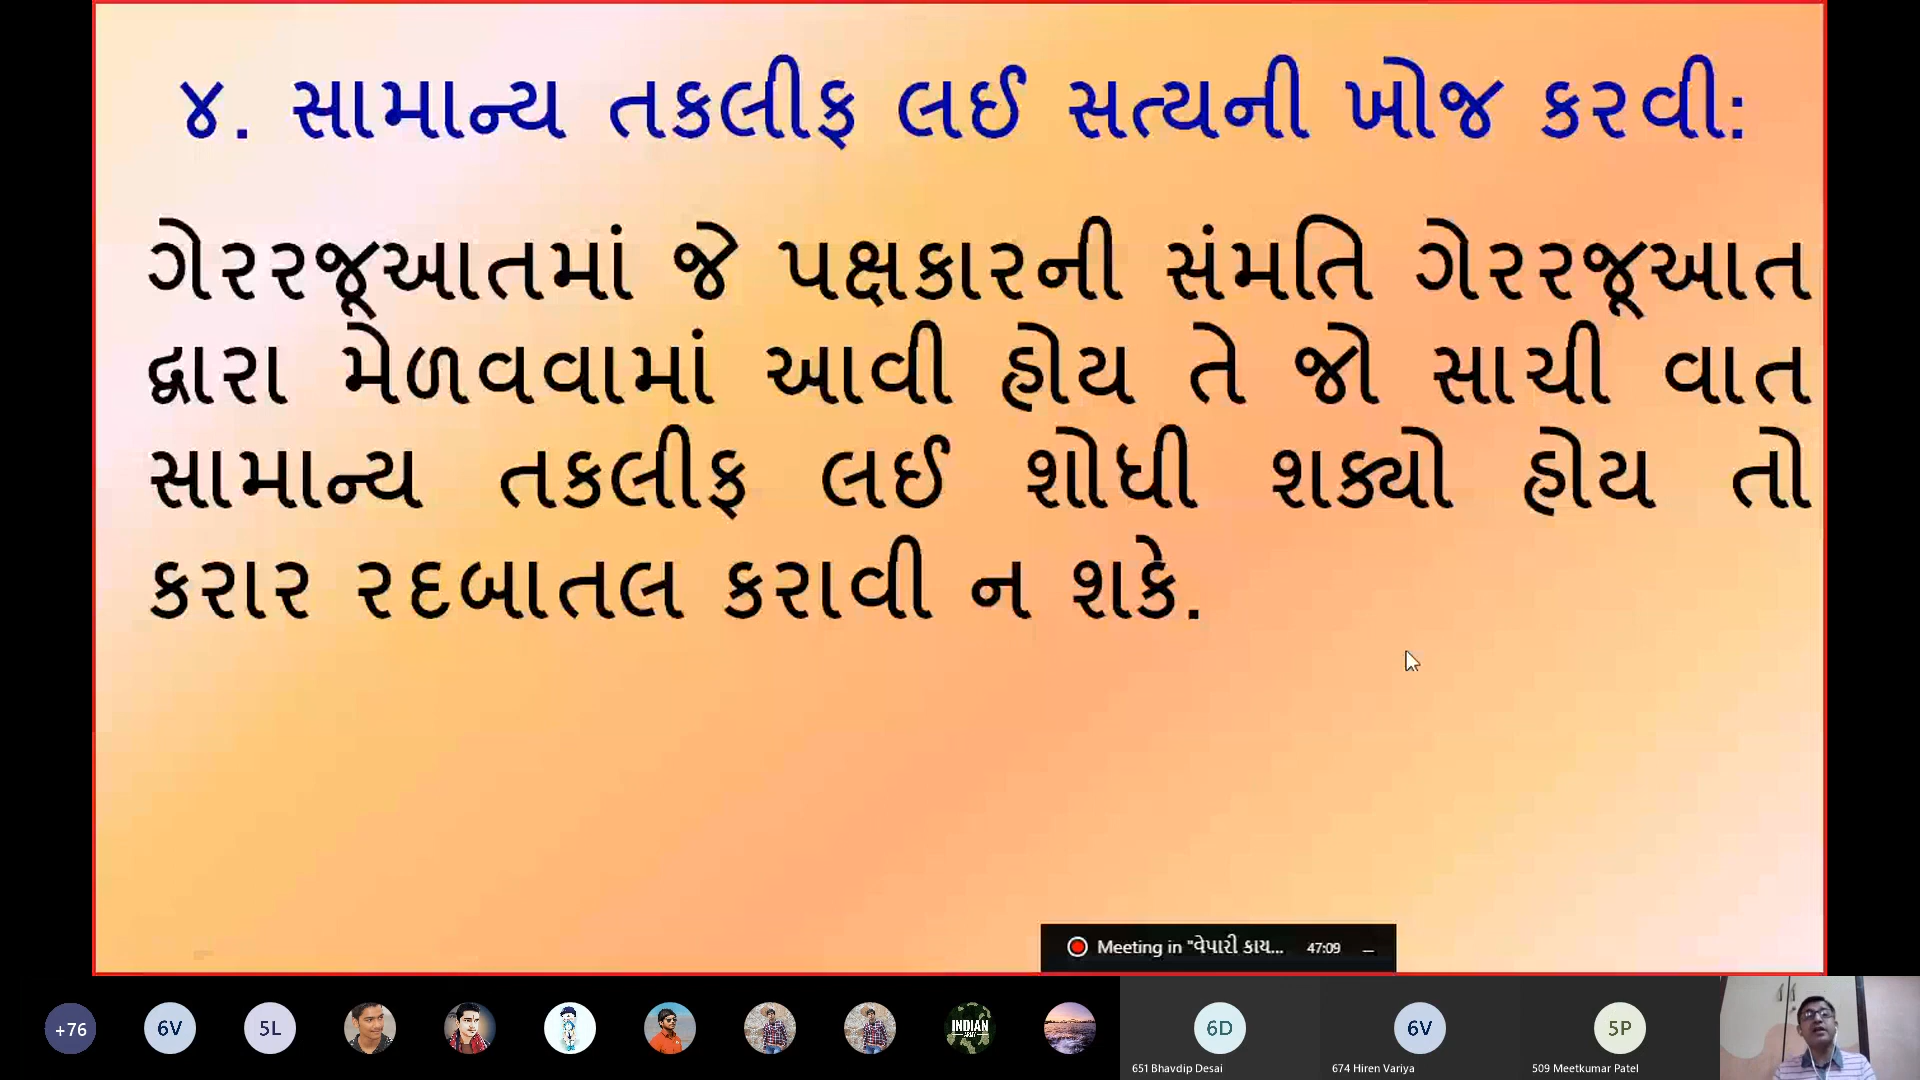 ૪. સામાન્ય તકલીફ લઈ સત્યની ખોજ કરવી:
ગેરરજૂઆતમાં જે પક્ષકારની સંમતિ ગેરરજૂઆત
દ્વારા મેળવવામાં આવી હોય તે જો સાચી વાત
સામાન્ય તકલીફ લઈ શોધી શક્યો હોય તો
કરાર રદબાતલ કરાવી ન શકે.
Meeting in "વેપારી કાય... 47:09
+76 6V 5L INDIAN ARMY 6D 6V 5P
651 Bhavdip Desai 674 Hiren Variya 509 Meetkumar Patel